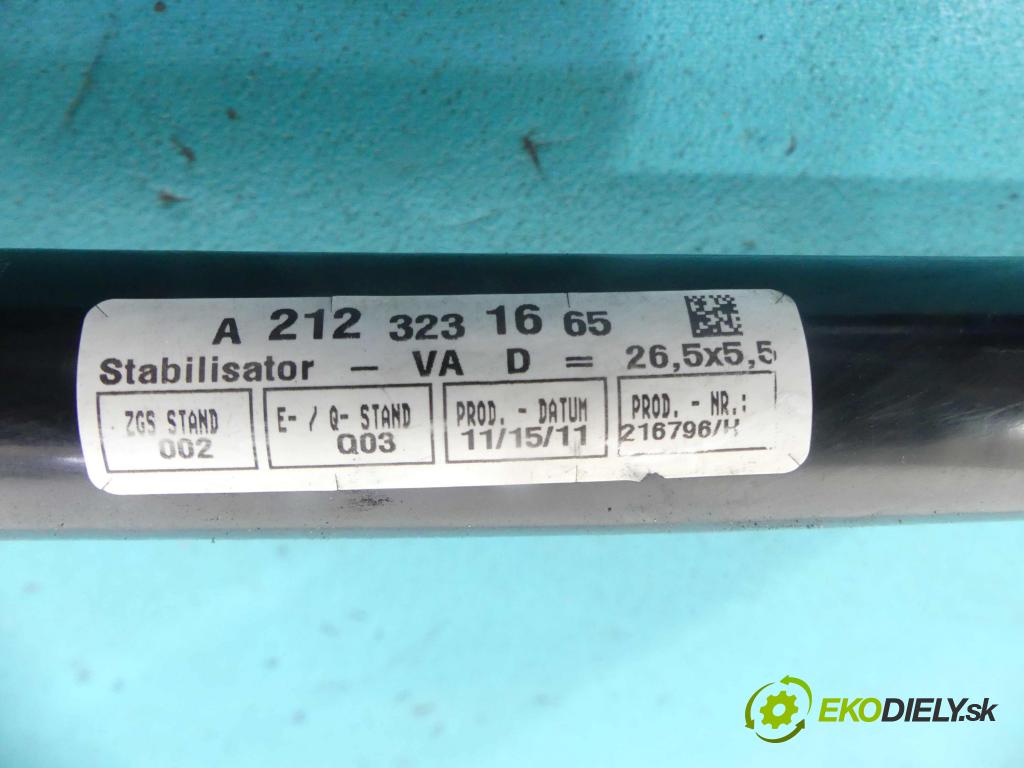 A 212 323 16 65
Stabilisator - VA D = 26,5x5,5
ZGS STAND E- / Q- STAND PROD. - DATUM PROD. - NR.:
002 Q03 11/15/11 216796/
EKODIELY.sk